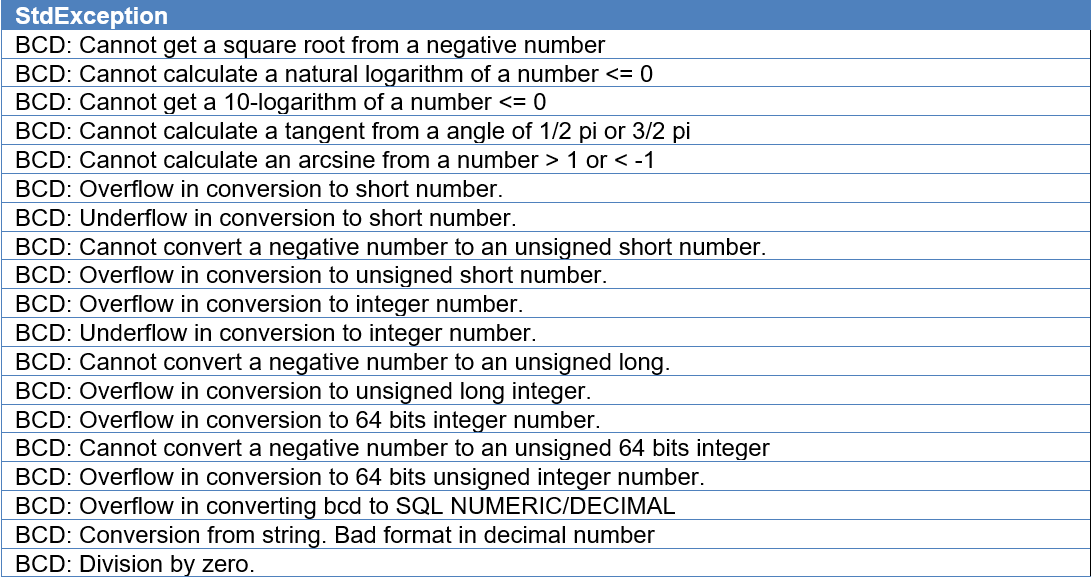 StdException
BCD: Cannot get a square root from a negative number
BCD: Cannot calculate a natural logarithm of a number <= 0
BCD: Cannot get a 10-logarithm of a number <= 0
BCD: Cannot calculate a tangent from a angle of 1/2 pi or 3/2 pi
BCD: Cannot calculate an arcsine from a number > 1 or < -1
BCD: Overflow in conversion to short number.
BCD: Underflow in conversion to short number.
BCD: Cannot convert a negative number to an unsigned short number.
BCD: Overflow in conversion to unsigned short number.
BCD: Overflow in conversion to integer number.
BCD: Underflow in conversion to integer number.
BCD: Cannot convert a negative number to an unsigned long.
BCD: Overflow in conversion to unsigned long integer.
BCD: Overflow in conversion to 64 bits integer number.
BCD: Cannot convert a negative number to an unsigned 64 bits integer
BCD: Overflow in conversion to 64 bits unsigned integer number.
BCD: Overflow in converting bcd to SQL NUMERIC/DECIMAL
BCD: Conversion from string. Bad format in decimal number
BCD: Division by zero.